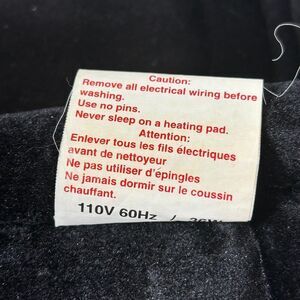 Caution:
Remove all electrical wiring before
washing.
Use no pins.
Never sleep on a heating pad.
Attention:
Enlever tous les fils électriques
avant de nettoyeur
Ne pas utiliser d'épingles
Ne jamais dormir sur le coussin
chauffant.
110V 60Hz / 36W